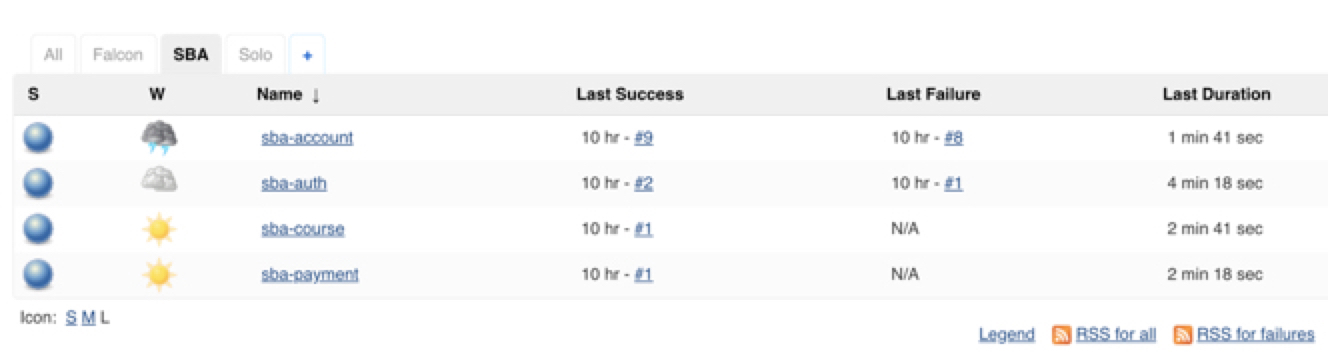 All Falcon SBA Solo +
S W Name ↓ Last Success Last Failure Last Duration
sba-account 10 hr - #9 10 hr - #8 1 min 41 sec
sba-auth 10 hr - #2 10 hr - #1 4 min 18 sec
sba-course 10 hr - #1 N/A 2 min 41 sec
sba-payment 10 hr - #1 N/A 2 min 18 sec
Icon: S M L
Legend RSS for all RSS for failures